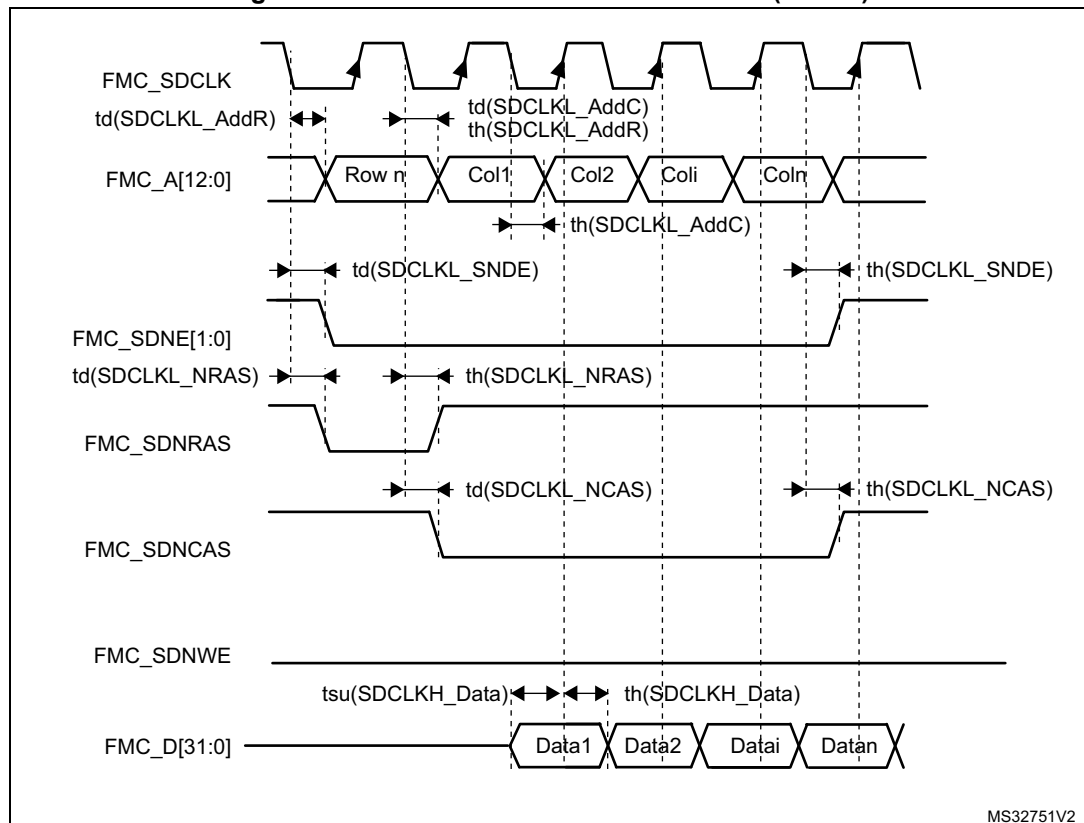 FMC_SDCLK
td(SDCLKL_AddR)
td(SDCLKL_AddC)
th(SDCLKL_AddR)
FMC_A[12:0]
Row n
Col1
Col2
Coli
Coln
th(SDCLKL_AddC)
td(SDCLKL_SNDE)
th(SDCLKL_SNDE)
FMC_SDNE[1:0]
td(SDCLKL_NRAS)
th(SDCLKL_NRAS)
FMC_SDNRAS
td(SDCLKL_NCAS)
th(SDCLKL_NCAS)
FMC_SDNCAS
FMC_SDNWE
tsu(SDCLKH_Data)
th(SDCLKH_Data)
FMC_D[31:0]
Data1
Data2
Datai
Datan
MS32751V2